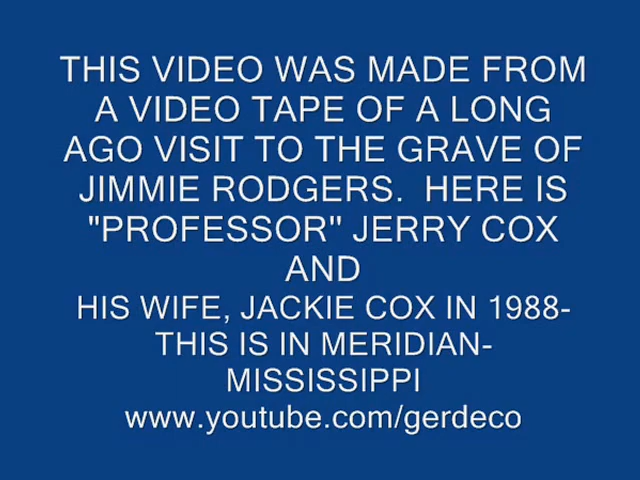 THIS VIDEO WAS MADE FROM
A VIDEO TAPE OF A LONG
AGO VISIT TO THE GRAVE OF
JIMMIE RODGERS.  HERE IS
"PROFESSOR" JERRY COX
AND
HIS WIFE, JACKIE COX IN 1988-
THIS IS IN MERIDIAN-
MISSISSIPPI
www.youtube.com/gerdeco